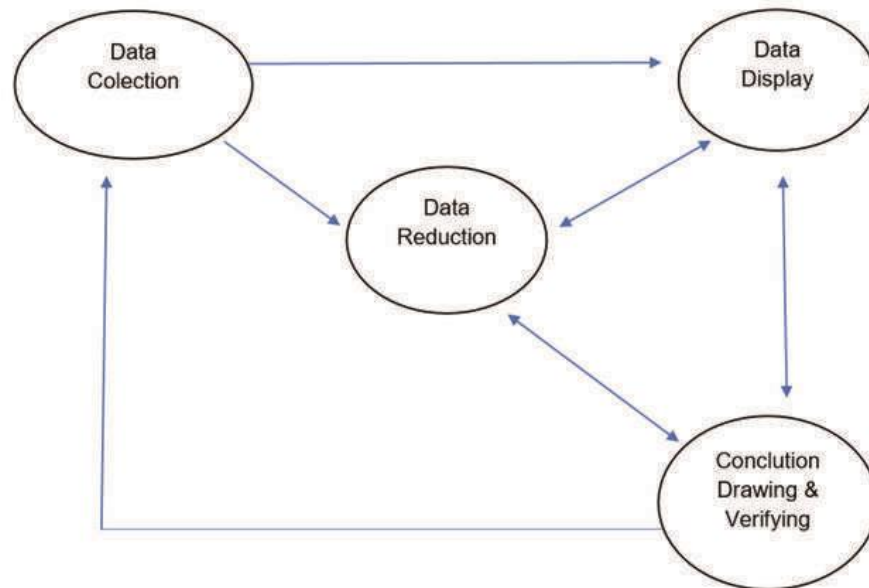 Data
Colection
Data
Display
Data
Reduction
Conclution
Drawing &
Verifying